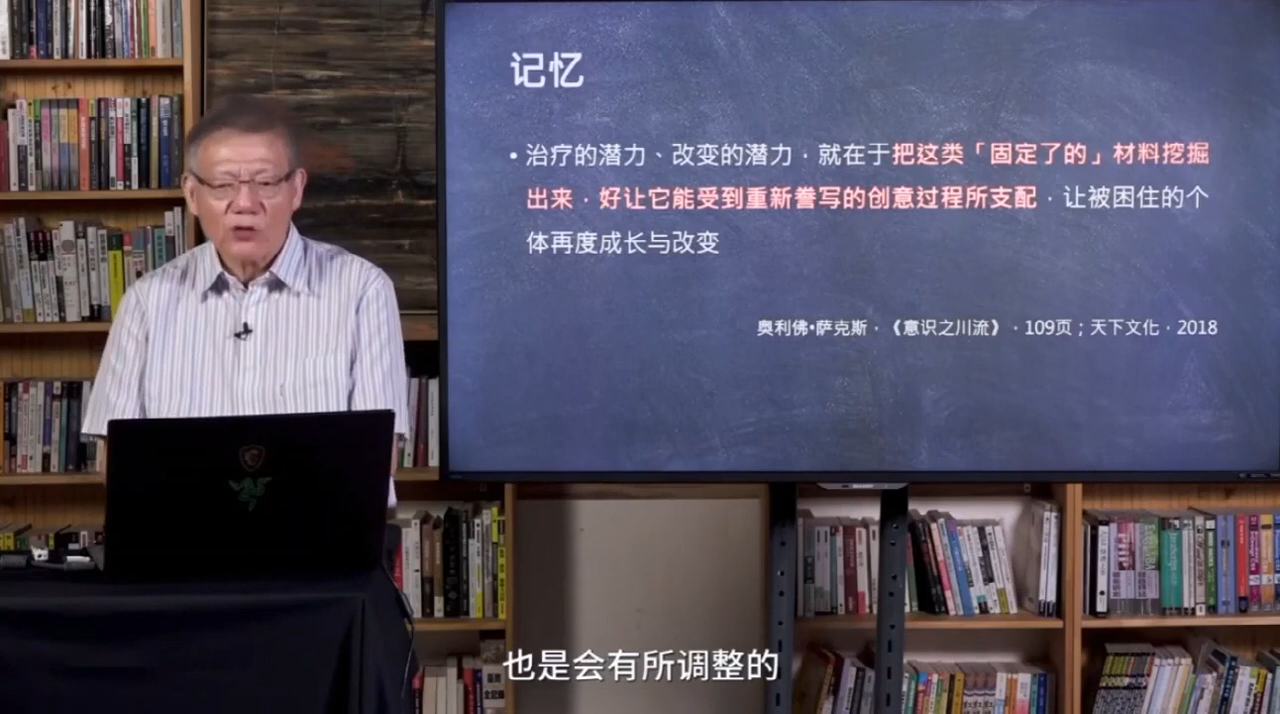 记忆
• 治疗的潜力、改变的潜力，就在于把这类「固定了的」材料挖掘
出来，好让它能受到重新誊写的创意过程所支配，让被困住的个
体再度成长与改变
奥利佛•萨克斯，《意识之川流》，109页；天下文化，2018
也是会有所调整的